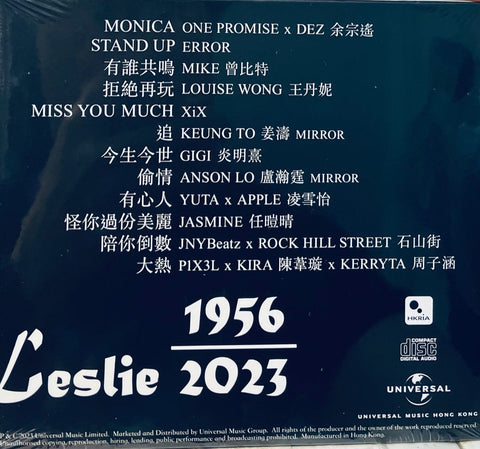 MONICA ONE PROMISE x DEZ 余宗遙
STAND UP ERROR
有誰共鳴 MIKE 曾比特
拒絶再玩 LOUISE WONG 王丹妮
MISS YOU MUCH XiX
追 KEUNG TO 姜濤 MIRROR
今生今世 GIGI 炎明熹
偷情 ANSON LO 盧瀚霆 MIRROR
有心人 YUTA x APPLE 凌雪怡
怪你過份美麗 JASMINE 任暟晴
陪你倒數 JNYBeatz x ROCK HILL STREET 石山街
大熱 PIX3L x KIRA 陳葦璇 x KERRYTA 周子涵
1956
Leslie 2023
HKRIA
COMPACT
disc
DIGITAL AUDIO
UNIVERSAL
UNIVERSAL MUSIC HONG KONG
P & C 2023 Universal Music Limited. Marketed and Distributed by Universal Music Group. All rights of the producer and the owner of the work reproduced reserved.
Unauthorised copying, reproduction, hiring, lending, public performance and broadcasting prohibited. Manufactured in Hong Kong.